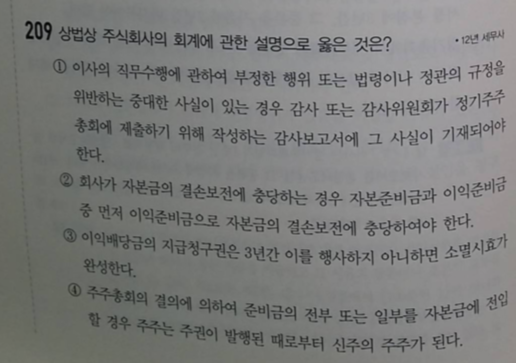 209 상법상 주식회사의 회계에 관한 설명으로 옳은 것은?
• 12년 세무사
① 이사의 직무수행에 관하여 부정한 행위 또는 법령이나 정관의 규정을
위반하는 중대한 사실이 있는 경우 감사 또는 감사위원회가 정기주주
총회에 제출하기 위해 작성하는 감사보고서에 그 사실이 기재되어야
한다.
② 회사가 자본금의 결손보전에 충당하는 경우 자본준비금과 이익준비금
중 먼저 이익준비금으로 자본금의 결손보전에 충당하여야 한다.
③ 이익배당금의 지급청구권은 3년간 이를 행사하지 아니하면 소멸시효가
완성한다.
④ 주주총회의 결의에 의하여 준비금의 전부 또는 일부를 자본금에 전입
할 경우 주주는 주권이 발행된 때로부터 신주의 주주가 된다.